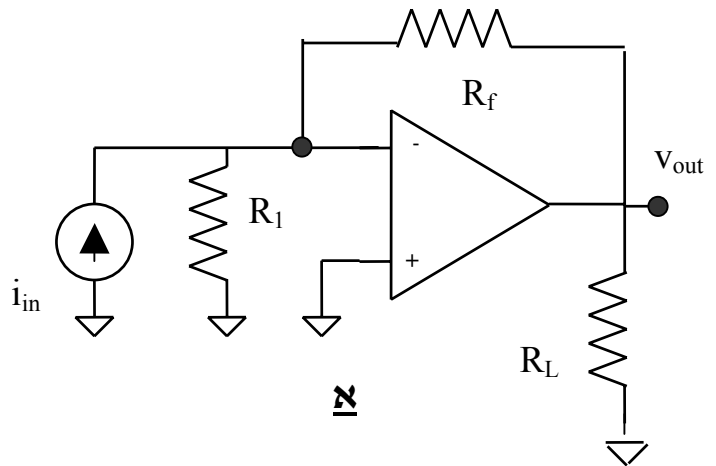 R_f
-
v_out
R_1
+
i_in
R_L
א